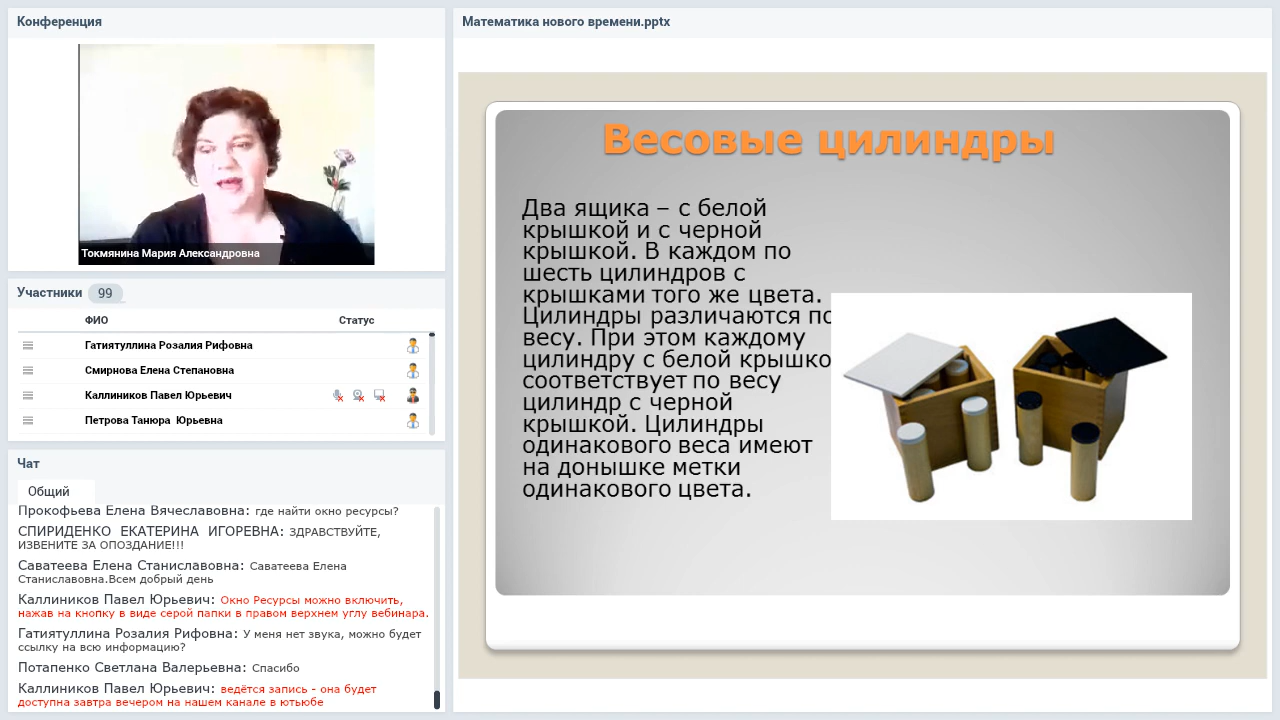 Конференция
Токмянина Мария Александровна
Участники 99
ФИО Статус
Гатиятуллина Розалия Рифовна
Смирнова Елена Степановна
Каллиников Павел Юрьевич
Петрова Танюра Юрьевна
Чат
Общий
Прокофьева Елена Вячеславовна: где найти окно ресурсы?
СПИРИДЕНКО ЕКАТЕРИНА ИГОРЕВНА: ЗДРАВСТВУЙТЕ,
ИЗВЕНИТЕ ЗА ОПОЗДАНИЕ!!!
Саватеева Елена Станиславовна: Саватеева Елена
Станиславовна.Всем добрый день
Каллиников Павел Юрьевич: Окно Ресурсы можно включить,
нажав на кнопку в виде серой папки в правом верхнем углу вебинара.
Гатиятуллина Розалия Рифовна: У меня нет звука, можно будет
ссылку на всю информацию?
Потапенко Светлана Валерьевна: Спасибо
Каллиников Павел Юрьевич: ведётся запись - она будет
доступна завтра вечером на нашем канале в ютьюбе
Математика нового времени.pptx
Весовые цилиндры
Два ящика – с белой
крышкой и с черной
крышкой. В каждом по
шесть цилиндров с
крышками того же цвета.
Цилиндры различаются по
весу. При этом каждому
цилиндру с белой крышко
соответствует по весу
цилиндр с черной
крышкой. Цилиндры
одинакового веса имеют
на донышке метки
одинакового цвета.